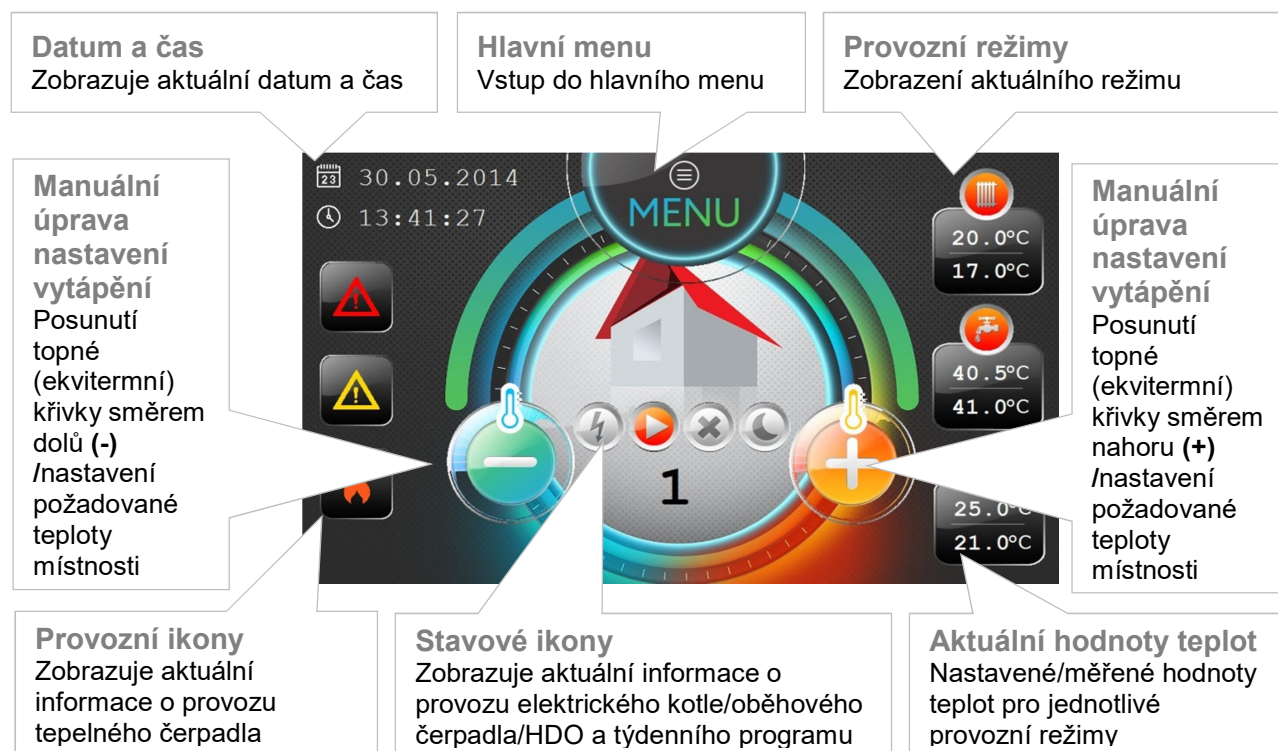 Datum a čas
Zobrazuje aktuální datum a čas
Hlavní menu
Vstup do hlavního menu
Provozní režimy
Zobrazení aktuálního režimu
Manuální
úprava
nastavení
vytápění
Posunutí
topné
(ekvitermní)
křivky směrem
dolů (-)
/nastavení
požadované
teploty
místnosti
23
30.05.2014
13:41:27
MENU
1
20.0°C
17.0°C
40.5°C
41.0°C
25.0°C
21.0°C
Manuální
úprava
nastavení
vytápění
Posunutí
topné
(ekvitermní)
křivky směrem
nahoru (+)
/nastavení
požadované
teploty
místnosti
Provozní ikony
Zobrazuje aktuální
informace o provozu
tepelného čerpadla
Stavové ikony
Zobrazuje aktuální informace o
provozu elektrického kotle/oběhového
čerpadla/HDO a týdenního programu
Aktuální hodnoty teplot
Nastavené/měřené hodnoty
teplot pro jednotlivé
provozní režimy